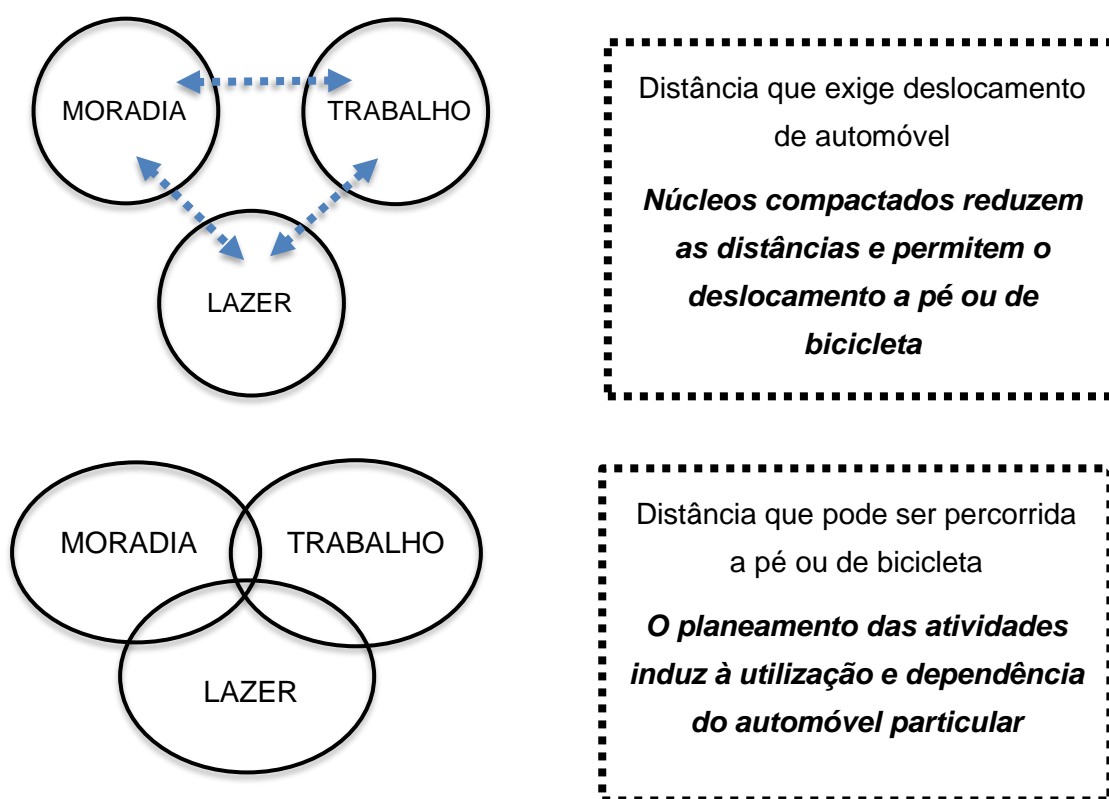 MORADIA
TRABALHO
LAZER
Distância que exige deslocamento
de automóvel
Núcleos compactados reduzem
as distâncias e permitem o
deslocamento a pé ou de
bicicleta
MORADIA
TRABALHO
LAZER
Distância que pode ser percorrida
a pé ou de bicicleta
O planeamento das atividades
induz à utilização e dependência
do automóvel particular